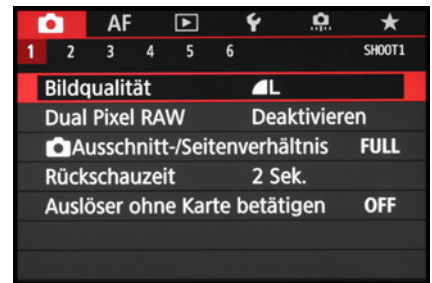 AF
1 2 3 4 5 6 SHOOT1
Bildqualität L
Dual Pixel RAW Deaktivieren
Ausschnitt-/Seitenverhältnis FULL
Rückschauzeit 2 Sek.
Auslöser ohne Karte betätigen OFF